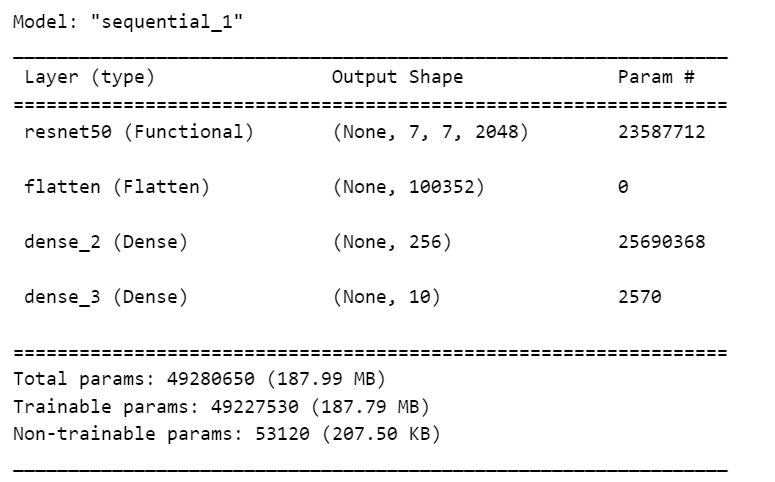 Model: "sequential_1"
Layer (type) Output Shape Param #
resnet50 (Functional) (None, 7, 7, 2048) 23587712
flatten (Flatten) (None, 100352) 0
dense_2 (Dense) (None, 256) 25690368
dense_3 (Dense) (None, 10) 2570
Total params: 49280650 (187.99 MB)
Trainable params: 49227530 (187.79 MB)
Non-trainable params: 53120 (207.50 KB)